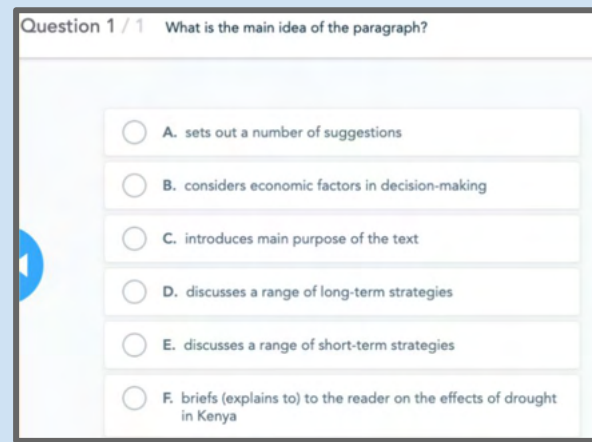 Question 1 / 1 What is the main idea of the paragraph?
A. sets out a number of suggestions
B. considers economic factors in decision-making
C. introduces main purpose of the text
D. discusses a range of long-term strategies
E. discusses a range of short-term strategies
F. briefs (explains to) to the reader on the effects of drought
in Kenya